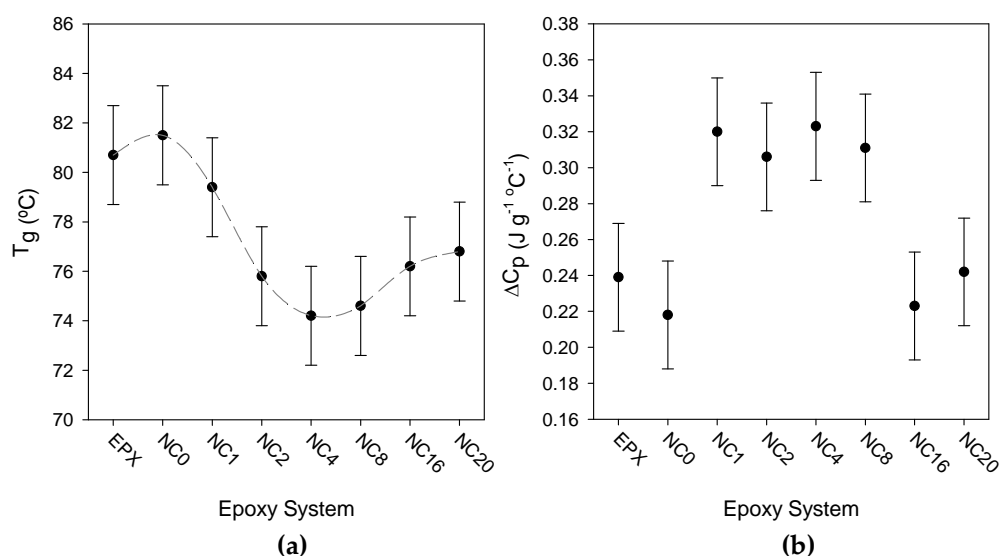 86
84
82
80
78
76
74
72
70
Tg (ºC)
EPX NC0 NC1 NC2 NC4 NC8 NC16 NC20
Epoxy System
(a)
0.38
0.36
0.34
0.32
0.30
0.28
0.26
0.24
0.22
0.20
0.18
0.16
ΔCp (J g-1 ºC-1)
EPX NC0 NC1 NC2 NC4 NC8 NC16 NC20
Epoxy System
(b)